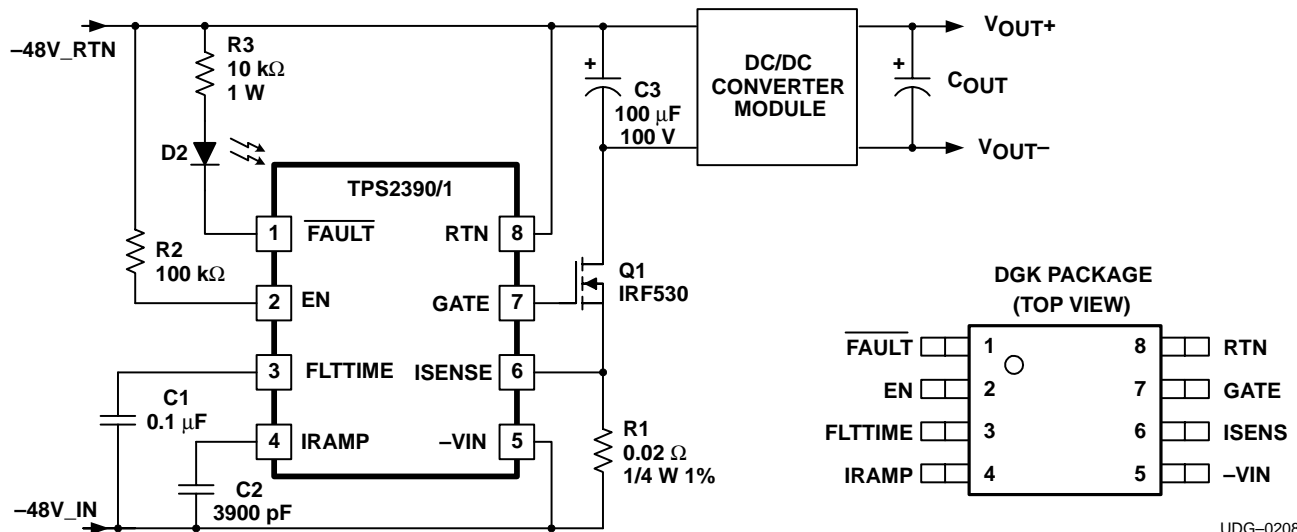 –48V_RTN
R3
10 kΩ
1 W
D2
R2
100 kΩ
TPS2390/1
1 FAULT
2 EN
3 FLTTIME
4 IRAMP
RTN 8
GATE 7
ISENSE 6
–VIN 5
C1
0.1 µF
C2
3900 pF
–48V_IN
+
C3
100 µF
100 V
Q1
IRF530
R1
0.02 Ω
1/4 W 1%
DC/DC
CONVERTER
MODULE
+
COUT
VOUT+
VOUT–
DGK PACKAGE
(TOP VIEW)
FAULT 1
EN 2
FLTTIME 3
IRAMP 4
8 RTN
7 GATE
6 ISENS
5 –VIN
UDG–0208